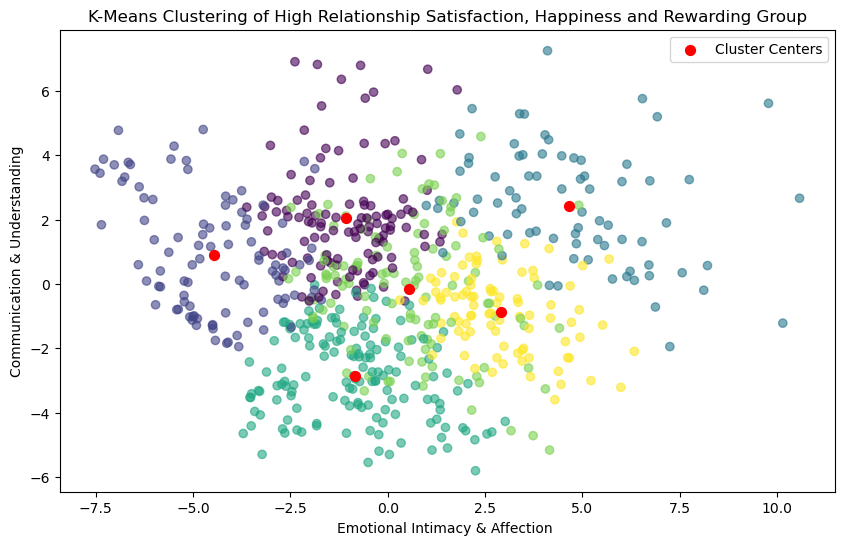 K-Means Clustering of High Relationship Satisfaction, Happiness and Rewarding Group
Cluster Centers
Communication & Understanding
6
4
2
0
−2
−4
−6
−7.5 −5.0 −2.5 0.0 2.5 5.0 7.5 10.0
Emotional Intimacy & Affection